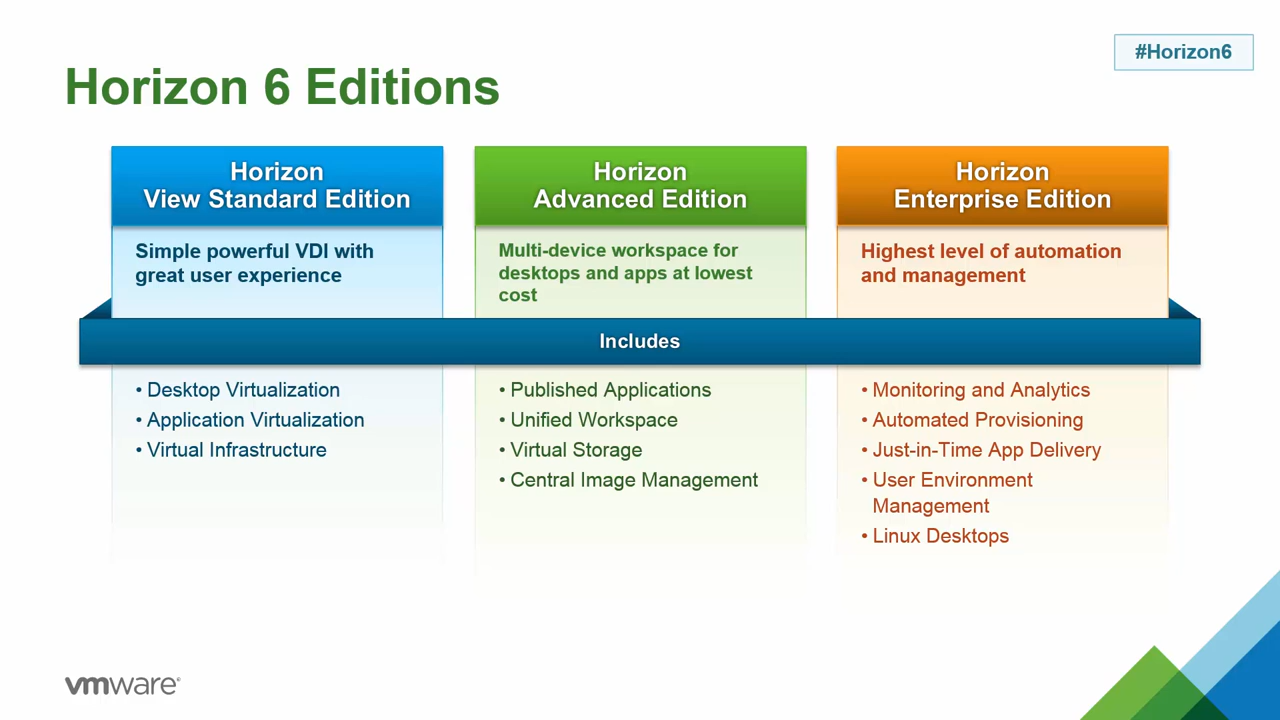 #Horizon6
Horizon 6 Editions
Horizon
View Standard Edition
Simple powerful VDI with
great user experience
Horizon
Advanced Edition
Multi-device workspace for
desktops and apps at lowest
cost
Horizon
Enterprise Edition
Highest level of automation
and management
Includes
• Desktop Virtualization
• Application Virtualization
• Virtual Infrastructure
• Published Applications
• Unified Workspace
• Virtual Storage
• Central Image Management
• Monitoring and Analytics
• Automated Provisioning
• Just-in-Time App Delivery
• User Environment
Management
• Linux Desktops
vmware®